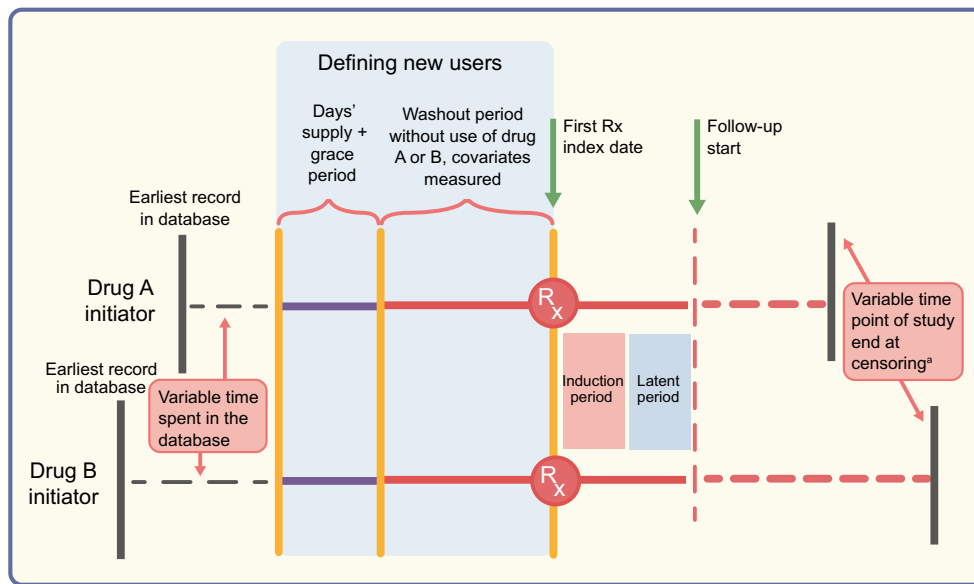 Defining new users
Days'
supply +
grace
period
Washout period
without use of drug
A or B, covariates
measured
First Rx
index date
Follow-up
start
Earliest record
in database
Drug A
initiator
Earliest record
in database
Variable time
spent in the
database
Drug B
initiator
Rx
Induction
period
Latent
period
Rx
Variable time
point of study
end at
censoringᵃ